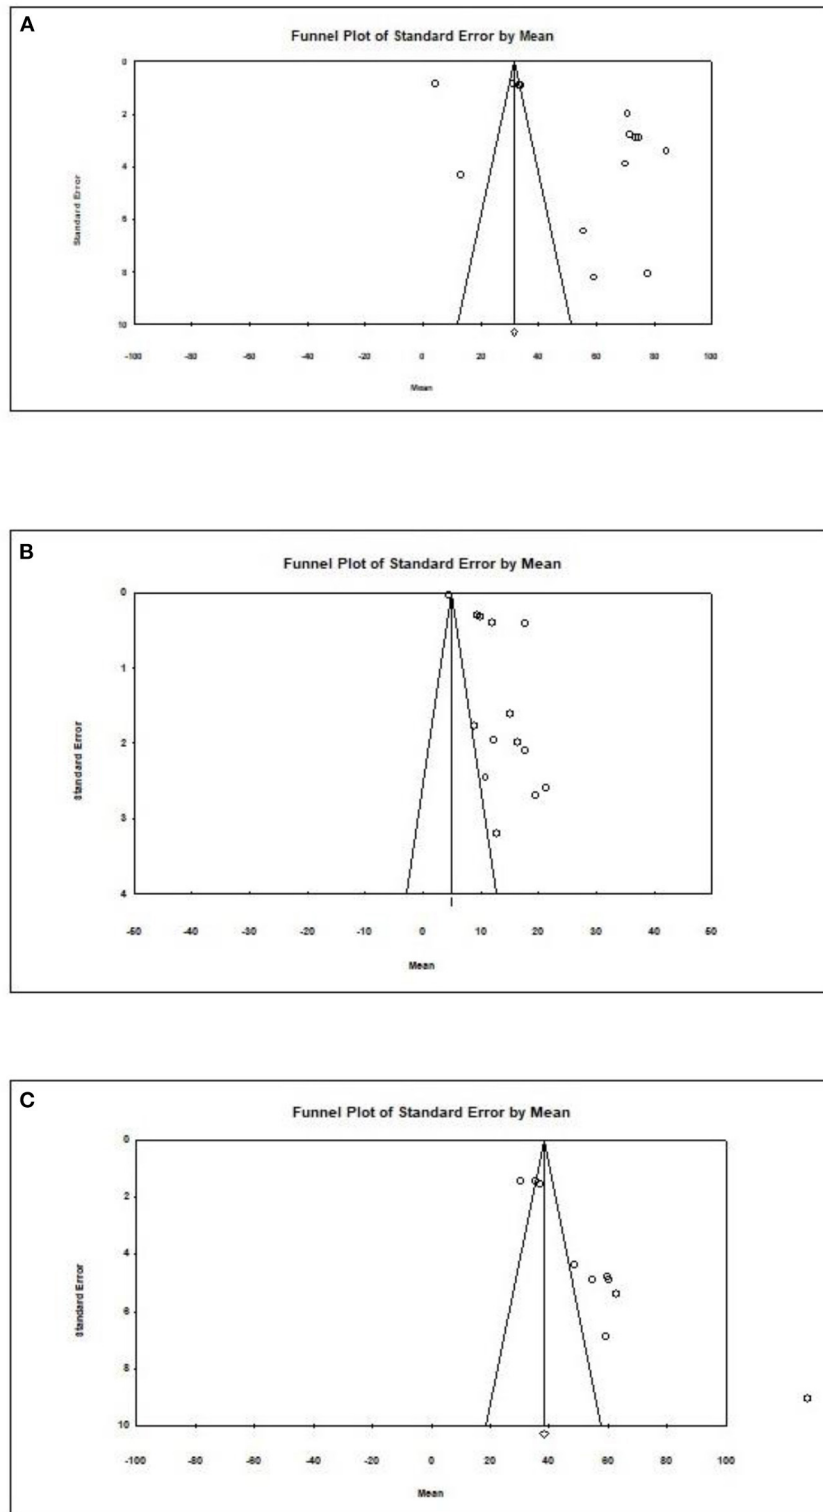 A
Funnel Plot of Standard Error by Mean
0
2
4
6
8
10
Standard Error
-100 -80 -60 -40 -20 0 20 40 60 80 100
Mean
B
Funnel Plot of Standard Error by Mean
0
1
2
3
4
Standard Error
-50 -40 -30 -20 -10 0 10 20 30 40 50
Mean
C
Funnel Plot of Standard Error by Mean
0
2
4
6
8
10
Standard Error
-100 -80 -60 -40 -20 0 20 40 60 80 100
Mean